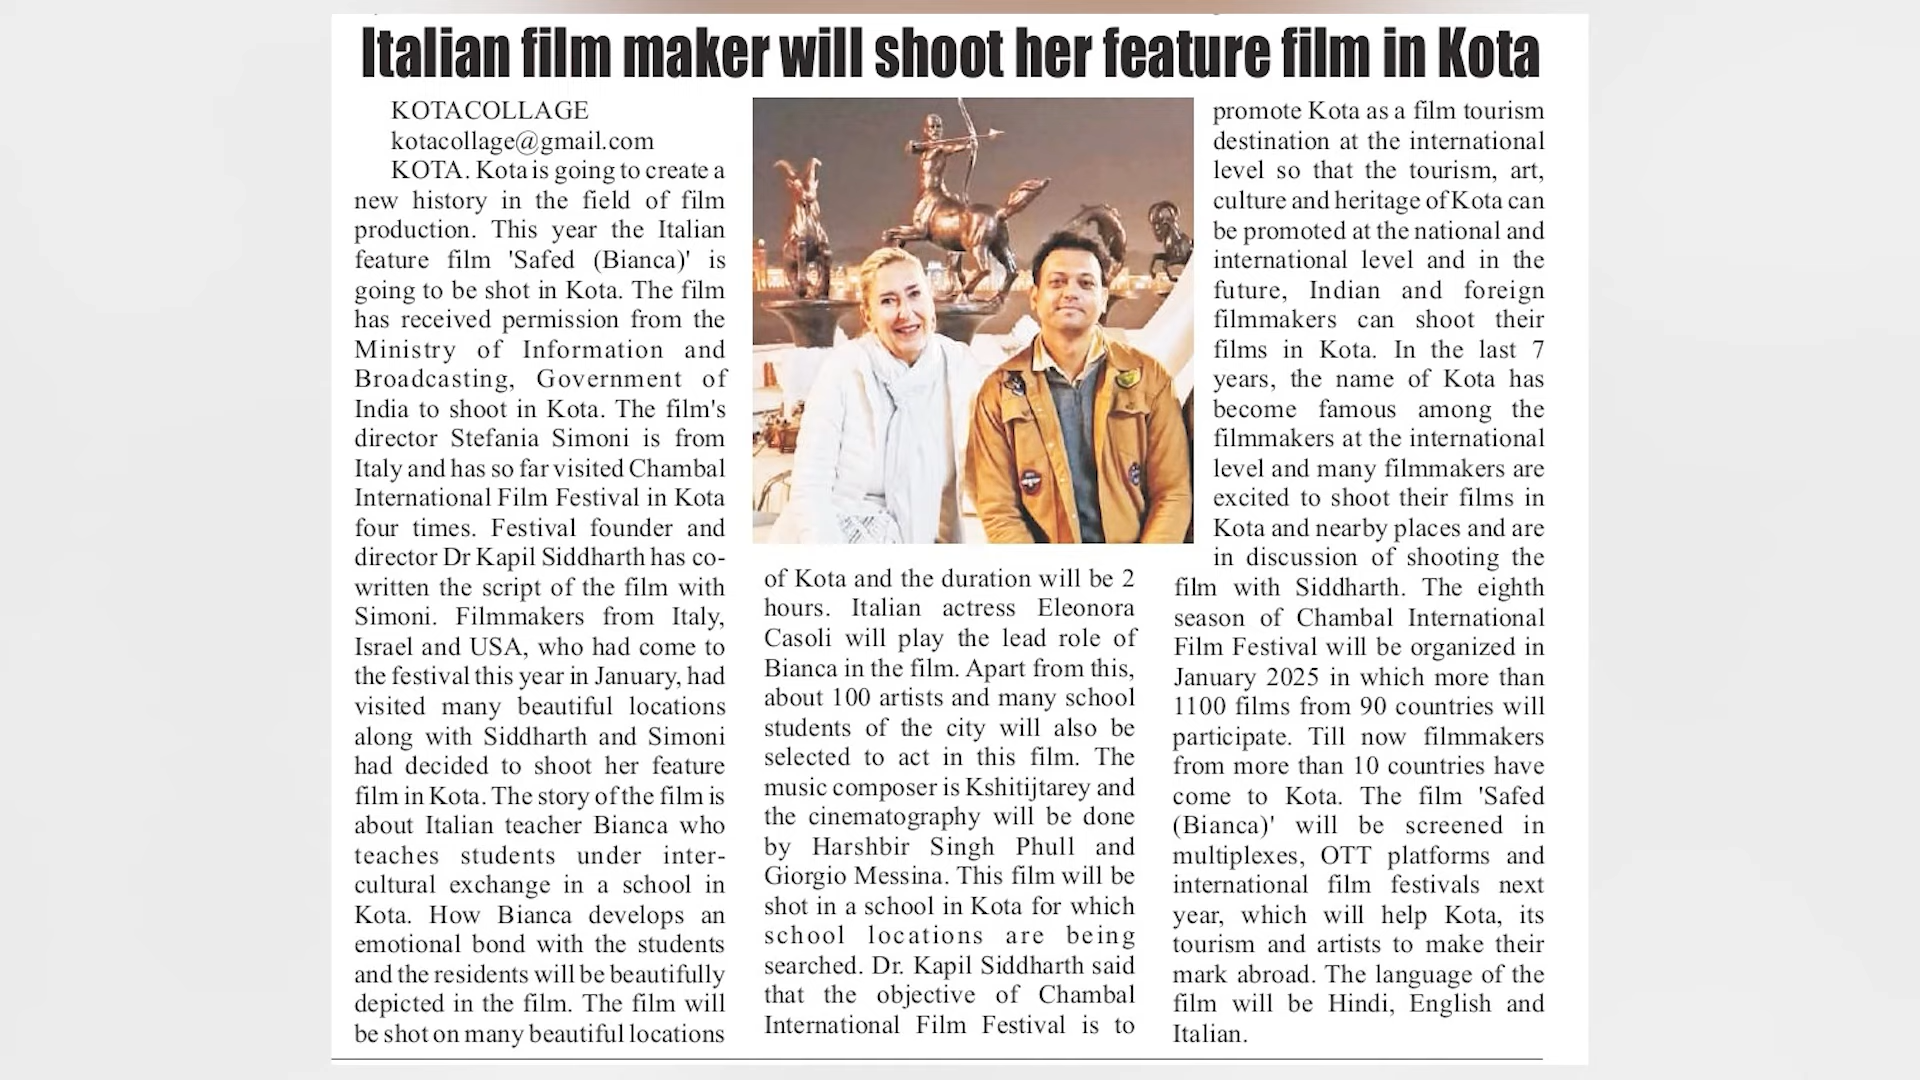 Italian film maker will shoot her feature film in Kota
KOTACOLLAGE
kotacollage@gmail.com
KOTA. Kota is going to create a
new history in the field of film
production. This year the Italian
feature film 'Safed (Bianca)' is
going to be shot in Kota. The film
has received permission from the
Ministry of Information and
Broadcasting, Government of
India to shoot in Kota. The film's
director Stefania Simoni is from
Italy and has so far visited Chambal
International Film Festival in Kota
four times. Festival founder and
director Dr Kapil Siddharth has co-
written the script of the film with
Simoni. Filmmakers from Italy,
Israel and USA, who had come to
the festival this year in January, had
visited many beautiful locations
along with Siddharth and Simoni
had decided to shoot her feature
film in Kota. The story of the film is
about Italian teacher Bianca who
teaches students under inter-
cultural exchange in a school in
Kota. How Bianca develops an
emotional bond with the students
and the residents will be beautifully
depicted in the film. The film will
be shot on many beautiful locations
of Kota and the duration will be 2
hours. Italian actress Eleonora
Casoli will play the lead role of
Bianca in the film. Apart from this,
about 100 artists and many school
students of the city will also be
selected to act in this film. The
music composer is Kshitijtarey and
the cinematography will be done
by Harshbir Singh Phull and
Giorgio Messina. This film will be
shot in a school in Kota for which
school locations are being
searched. Dr. Kapil Siddharth said
that the objective of Chambal
International Film Festival is to
promote Kota as a film tourism
destination at the international
level so that the tourism, art,
culture and heritage of Kota can
be promoted at the national and
international level and in the
future, Indian and foreign
filmmakers can shoot their
films in Kota. In the last 7
years, the name of Kota has
become famous among the
filmmakers at the international
level and many filmmakers are
excited to shoot their films in
Kota and nearby places and are
in discussion of shooting the
film with Siddharth. The eighth
season of Chambal International
Film Festival will be organized in
January 2025 in which more than
1100 films from 90 countries will
participate. Till now filmmakers
from more than 10 countries have
come to Kota. The film 'Safed
(Bianca)' will be screened in
multiplexes, OTT platforms and
international film festivals next
year, which will help Kota, its
tourism and artists to make their
mark abroad. The language of the
film will be Hindi, English and
Italian.